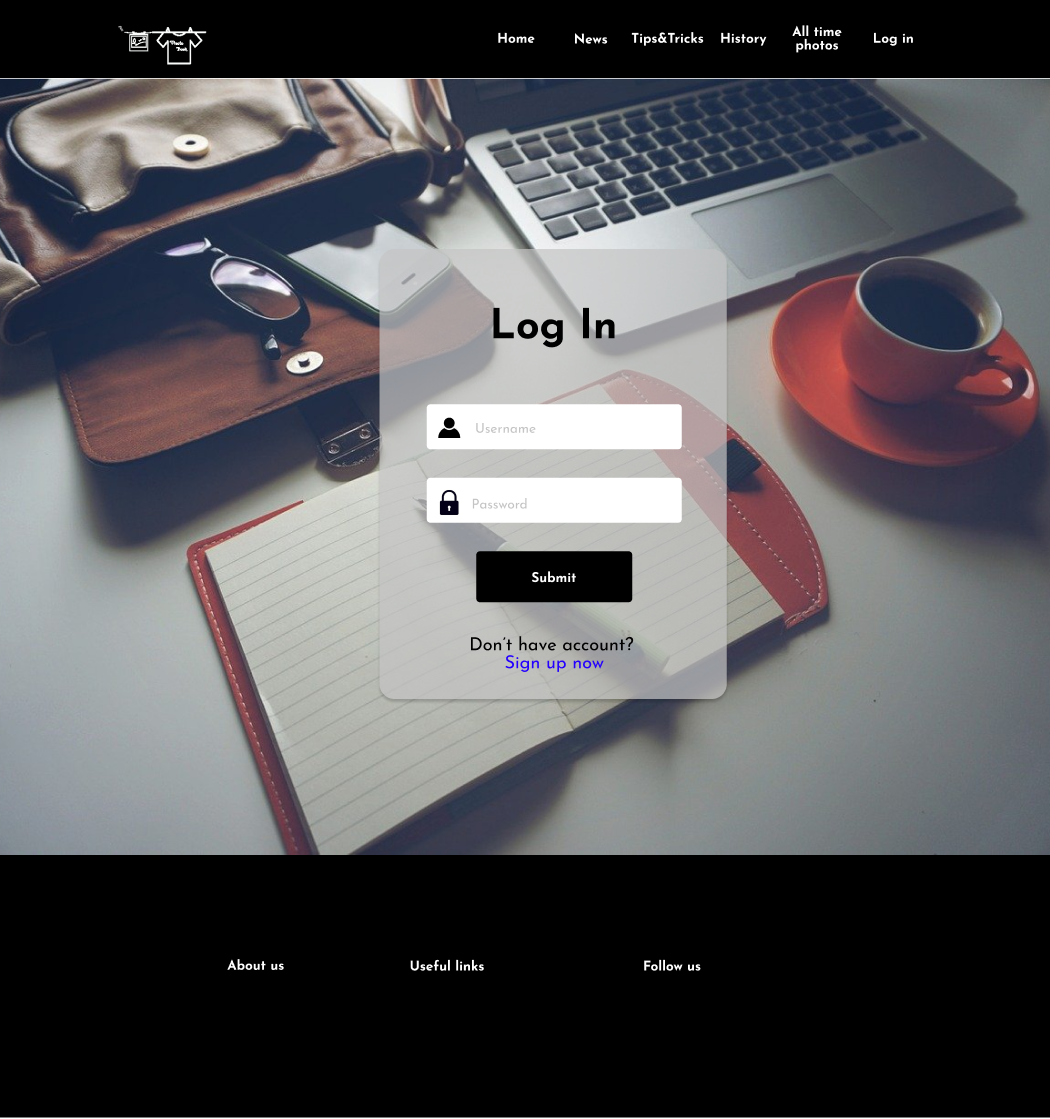 Photo
Home
News
Tips&Tricks
History
All time
photos
Log in
Log In
Username
Password
Submit
Don't have account?
Sign up now
About us
Useful links
Follow us